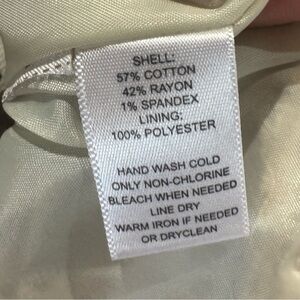 SHELL:
57% COTTON
42% RAYON
1% SPANDEX
LINING:
100% POLYESTER
HAND WASH COLD
ONLY NON-CHLORINE
BLEACH WHEN NEEDED
LINE DRY
WARM IRON IF NEEDED
OR DRYCLEAN